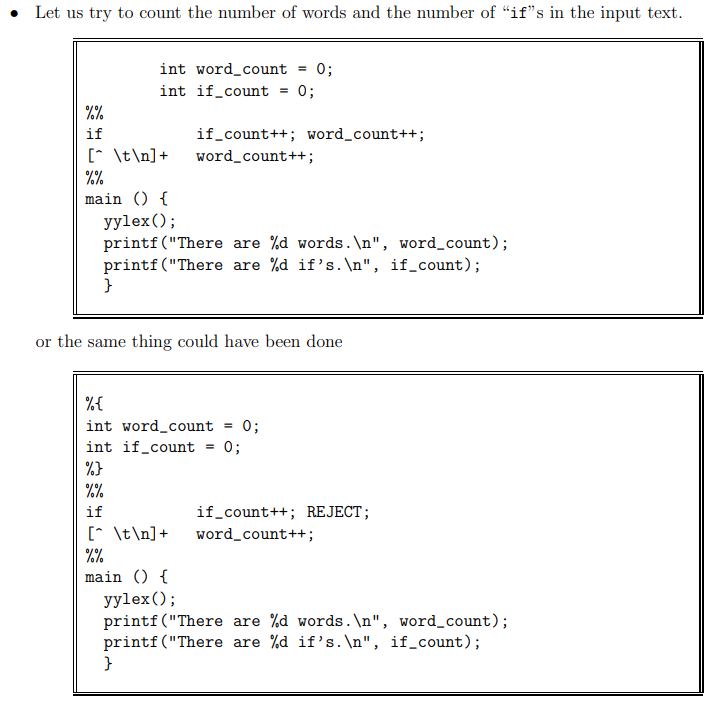 • Let us try to count the number of words and the number of “if”s in the input text.
int word_count = 0;
int if_count = 0;
%%
if if_count++; word_count++;
[^ \t\n]+ word_count++;
%%
main () {
yylex();
printf("There are %d words.\n", word_count);
printf("There are %d if’s.\n", if_count);
}
or the same thing could have been done
%{
int word_count = 0;
int if_count = 0;
%}
%%
if if_count++; REJECT;
[^ \t\n]+ word_count++;
%%
main () {
yylex();
printf("There are %d words.\n", word_count);
printf("There are %d if’s.\n", if_count);
}